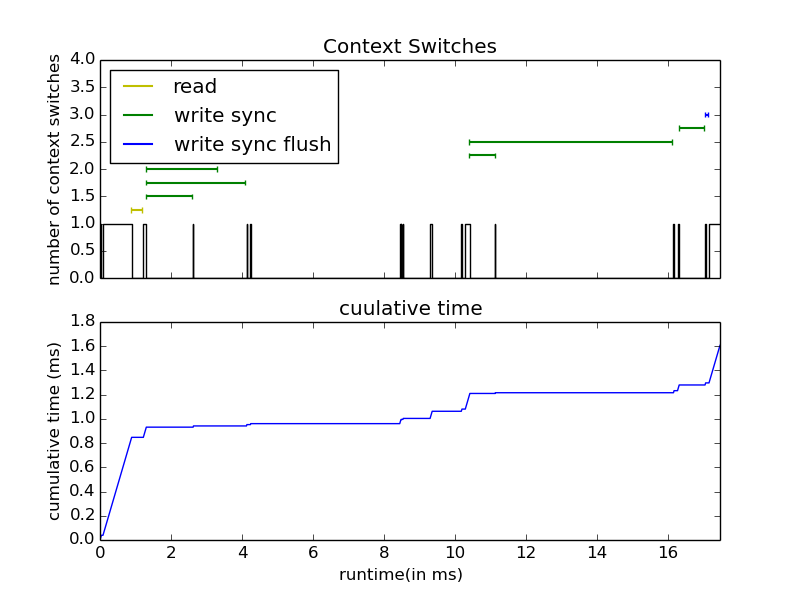 Context Switches
number of context switches
4.0
3.5
3.0
2.5
2.0
1.5
1.0
0.5
0.0
read
write sync
write sync flush
cuulative time
cumulative time (ms)
1.8
1.6
1.4
1.2
1.0
0.8
0.6
0.4
0.2
0.0
0 2 4 6 8 10 12 14 16
runtime(in ms)